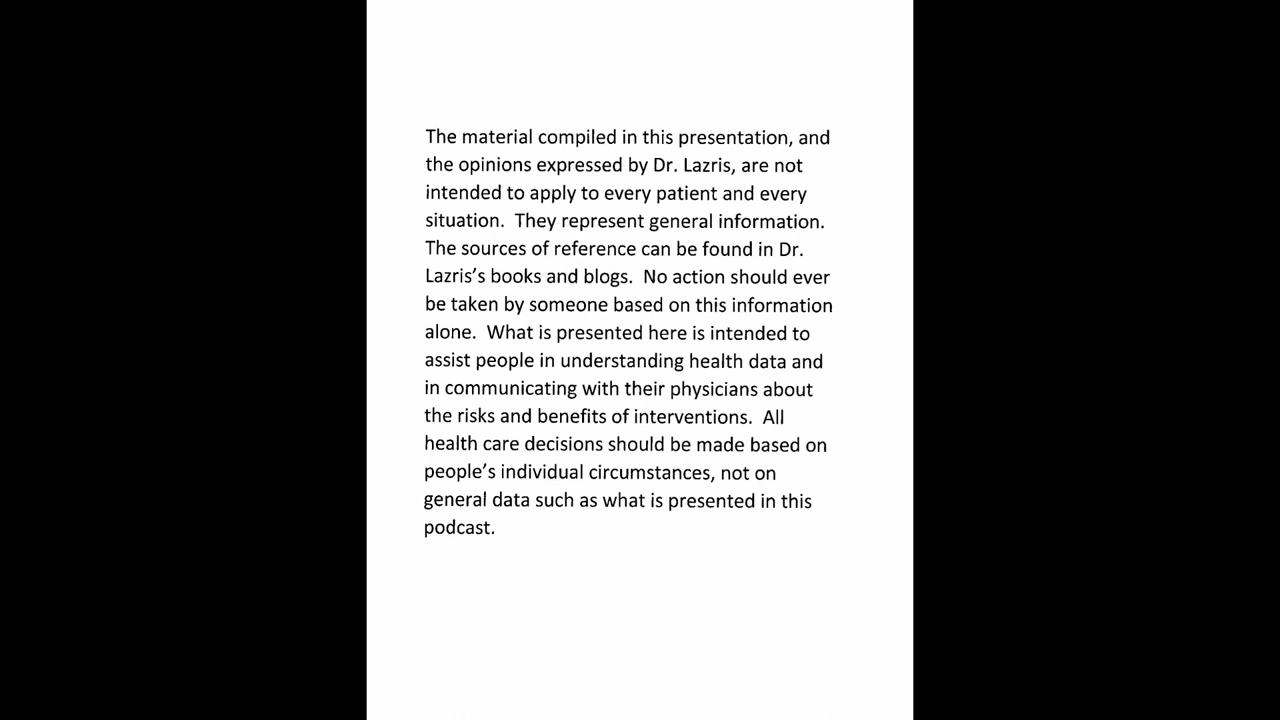 The material compiled in this presentation, and
the opinions expressed by Dr. Lazris, are not
intended to apply to every patient and every
situation.  They represent general information.
The sources of reference can be found in Dr.
Lazris’s books and blogs.  No action should ever
be taken by someone based on this information
alone.  What is presented here is intended to
assist people in understanding health data and
in communicating with their physicians about
the risks and benefits of interventions.  All
health care decisions should be made based on
people’s individual circumstances, not on
general data such as what is presented in this
podcast.